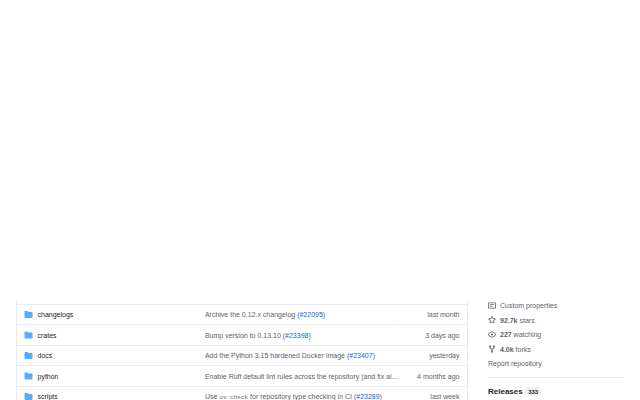 changelogs Archive the 0.12.x changelog (#22095) last month
crates Bump version to 0.13.10 (#23398) 3 days ago
docs Add the Python 3.15 hardened Docker image (#23407) yesterday
python Enable Ruff default lint rules across the repository (and fix al... 4 months ago
scripts Use uv check for repository type checking in CI (#23289) last week
Custom properties
92.7k stars
227 watching
4.0k forks
Report repository
Releases 333